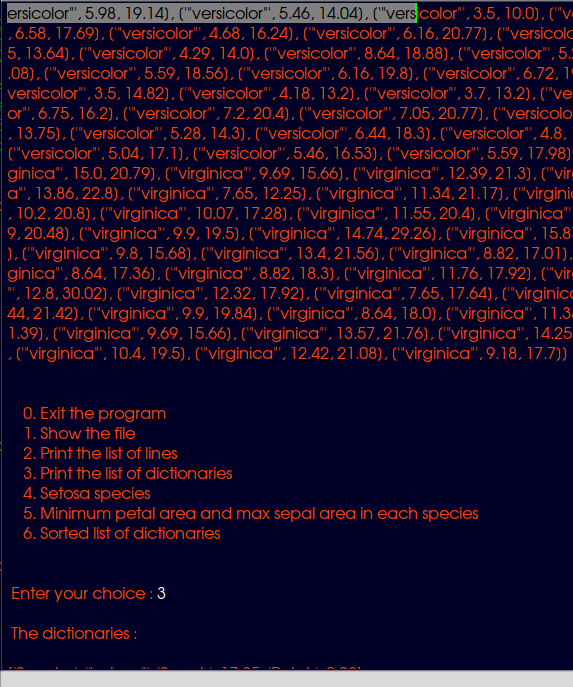 ersicolor"', 5.98, 19.14], ['"versicolor"', 5.46, 14.04], ['"versicolor"', 3.5, 10.0], ['"v
, 6.58, 17.69], ['"versicolor"', 4.68, 16.24], ['"versicolor"', 6.16, 20.77], ['"versicolo
5, 13.64], ['"versicolor"', 4.29, 14.0], ['"versicolor"', 8.64, 18.88], ['"versicolor"', 5.
.08], ['"versicolor"', 5.59, 18.56], ['"versicolor"', 6.16, 19.8], ['"versicolor"', 6.72, 19
versicolor"', 3.5, 14.82], ['"versicolor"', 4.18, 13.2], ['"versicolor"', 3.7, 13.2], ['"ve
or"', 6.75, 16.2], ['"versicolor"', 7.2, 20.4], ['"versicolor"', 7.05, 20.77], ['"versicolo
, 13.75], ['"versicolor"', 5.28, 14.3], ['"versicolor"', 6.44, 18.3], ['"versicolor"', 4.8,
['"versicolor"', 5.04, 17.1], ['"versicolor"', 5.46, 16.53], ['"versicolor"', 5.59, 17.98]
ginica"', 15.0, 20.79], ['"virginica"', 9.69, 15.66], ['"virginica"', 12.39, 21.3], ['"virg
a"', 13.86, 22.8], ['"virginica"', 7.65, 12.25], ['"virginica"', 11.34, 21.17], ['"virgini
, 10.2, 20.8], ['"virginica"', 10.07, 17.28], ['"virginica"', 11.55, 20.4], ['"virginica"'
9, 20.48], ['"virginica"', 9.9, 19.5], ['"virginica"', 14.74, 29.26], ['"virginica"', 15.8
], ['"virginica"', 9.8, 15.68], ['"virginica"', 13.4, 21.56], ['"virginica"', 8.82, 17.01],
ginica"', 8.64, 17.36], ['"virginica"', 8.82, 18.3], ['"virginica"', 11.76, 17.92], ['"vir
"', 12.8, 30.02], ['"virginica"', 12.32, 17.92], ['"virginica"', 7.65, 17.64], ['"virginica
44, 21.42], ['"virginica"', 9.9, 19.84], ['"virginica"', 8.64, 18.0], ['"virginica"', 11.34
1.39], ['"virginica"', 9.69, 15.66], ['"virginica"', 13.57, 21.76], ['"virginica"', 14.25
, ['"virginica"', 10.4, 19.5], ['"virginica"', 12.42, 21.08], ['"virginica"', 9.18, 17.7]]
0. Exit the program
1. Show the file
2. Print the list of lines
3. Print the list of dictionaries
4. Setosa species
5. Minimum petal area and max sepal area in each species
6. Sorted list of dictionaries
Enter your choice : 3
The dictionaries :